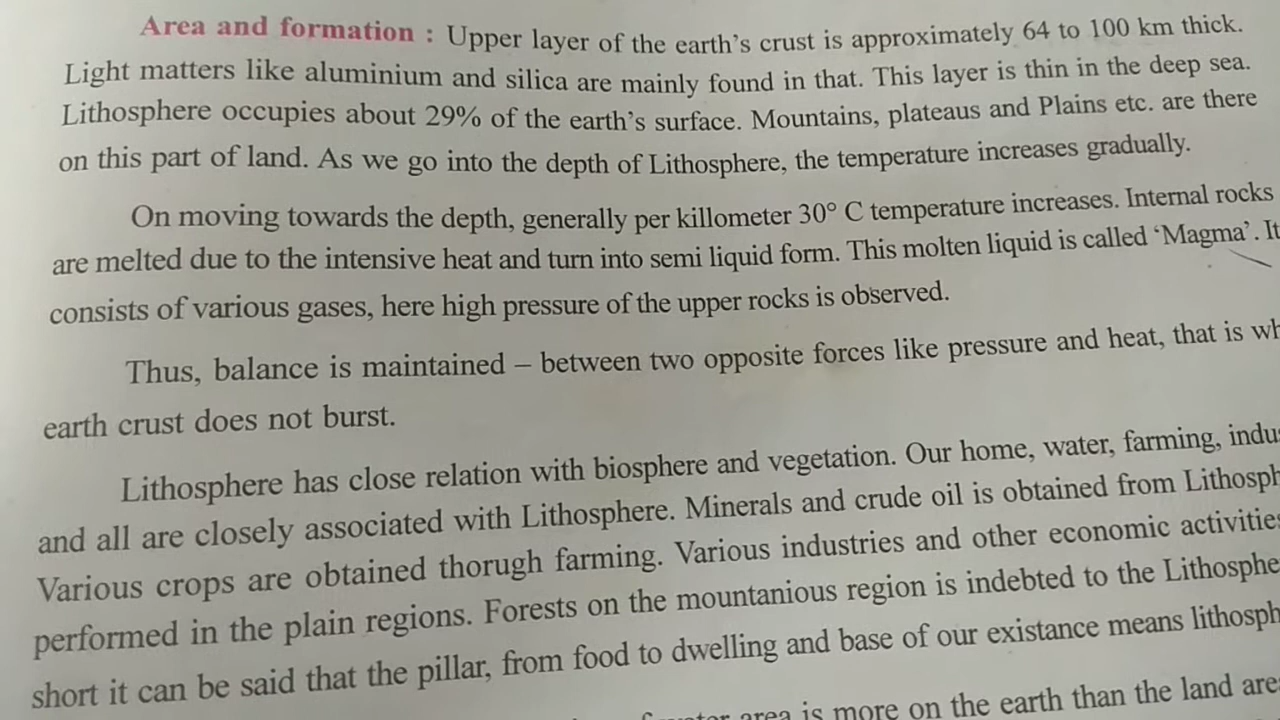 Area and formation : Upper layer of the earth's crust is approximately 64 to 100 km thick.
Light matters like aluminium and silica are mainly found in that. This layer is thin in the deep sea.
Lithosphere occupies about 29% of the earth's surface. Mountains, plateaus and Plains etc. are there
on this part of land. As we go into the depth of Lithosphere, the temperature increases gradually.
On moving towards the depth, generally per killometer 30° C temperature increases. Internal rocks
are melted due to the intensive heat and turn into semi liquid form. This molten liquid is called 'Magma'. It
consists of various gases, here high pressure of the upper rocks is observed.
Thus, balance is maintained – between two opposite forces like pressure and heat, that is
earth crust does not burst.
Lithosphere has close relation with biosphere and vegetation. Our home, water, farming,
and all are closely associated with Lithosphere. Minerals and crude oil is obtained from
Various crops are obtained thorugh farming. Various industries and other economic
performed in the plain regions. Forests on the mountanious region is indebted to the
short it can be said that the pillar, from food to dwelling and base of our existance means
area is more on the earth than the land